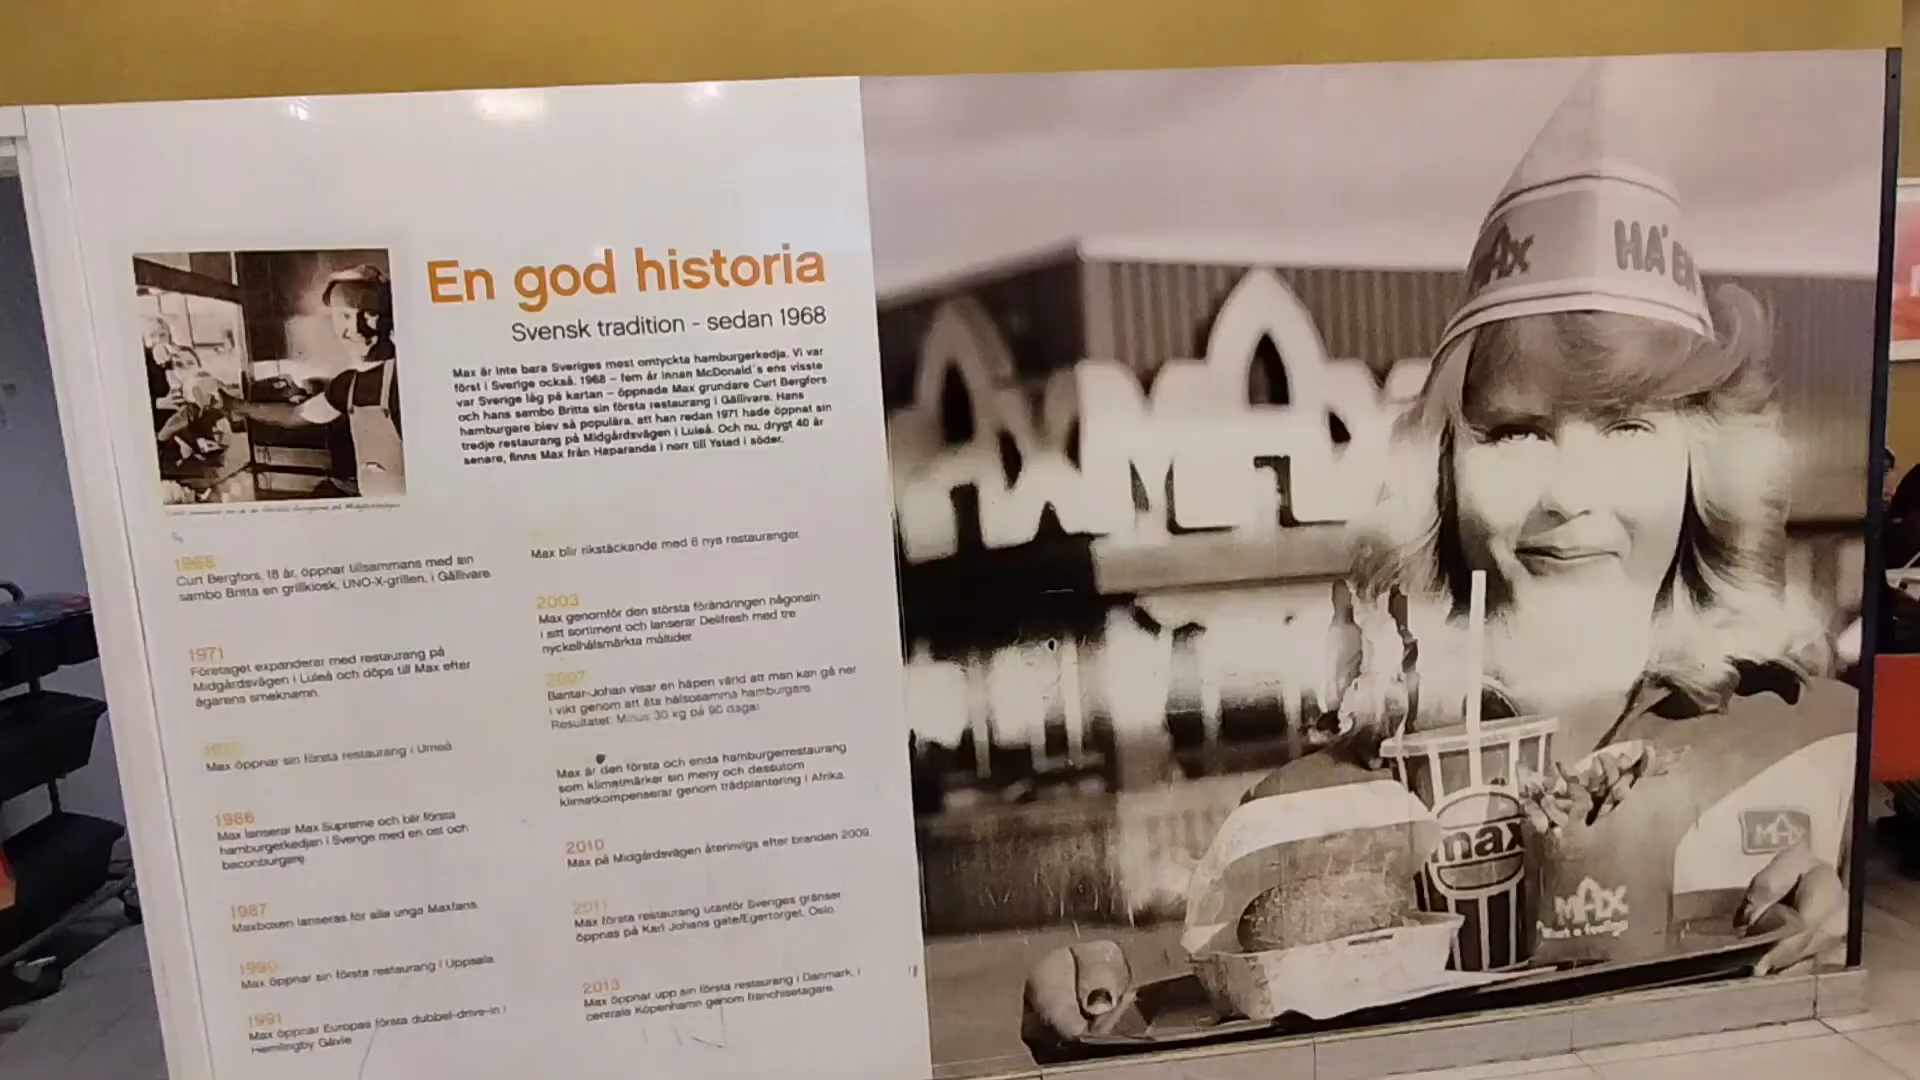 En god historia
Svensk tradition - sedan 1968
Max är inte bara Sveriges mest omtyckta hamburgerkedja. Vi var
först i Sverige också. 1968 – fem år innan McDonald´s ens visste
var Sverige låg på kartan – öppnade Max grundare Curt Bergfors
och hans sambo Britta sin första restaurang i Gällivare. Hans
hamburgare blev så populära, att han redan 1971 hade öppnat sin
tredje restaurang på Midgårdsvägen i Luleå. Och nu, drygt 40 år
senare, finns Max från Haparanda i norr till Ystad i söder.
1968
Curt Bergfors, 18 år, öppnar tillsammans med sin
sambo Britta en grillkiosk, UNO-X-grillen, i Gällivare.
1971
Företaget expanderar med restaurang på
Midgårdsvägen i Luleå och döps till Max efter
ägarens smeknamn.
Max öppnar sin första restaurang i Umeå.
1986
Max lanserar Max Supreme och blir första
hamburgerkedjan i Sverige med en ost och
baconburgare.
1987
Maxboxen lanseras för alla unga Maxfans.
1990
Max öppnar sin första restaurang i Uppsala.
1991
Max öppnar Europas första dubbel-drive-in i
Hemlingby Gävle
Max blir rikstäckande med 6 nya restauranger.
2003
Max genomför den största förändringen någonsin
i sitt sortiment och lanserar Delifresh med tre
nyckelhålsmärkta måltider.
2007
Bantar-Johan visar en häpen värld att man kan gå ner
i vikt genom att äta hälsosamma hamburgare.
Resultatet: Minus 30 kg på 90 dagar.
Max är den första och enda hamburgerrestaurang
som klimatmärker sin meny och dessutom
klimatkompenserar genom trädplantering i Afrika.
2010
Max på Midgårdsvägen återinvigs efter branden 2009.
2011
Max första restaurang utanför Sveriges gränser
öppnas på Karl Johans gate/Egertorget, Oslo.
2013
Max öppnar upp sin första restaurang i Danmark, i
centrala Köpenhamn genom franchisetagare.
MAX
HA'
MAX
max
MAX
MAX